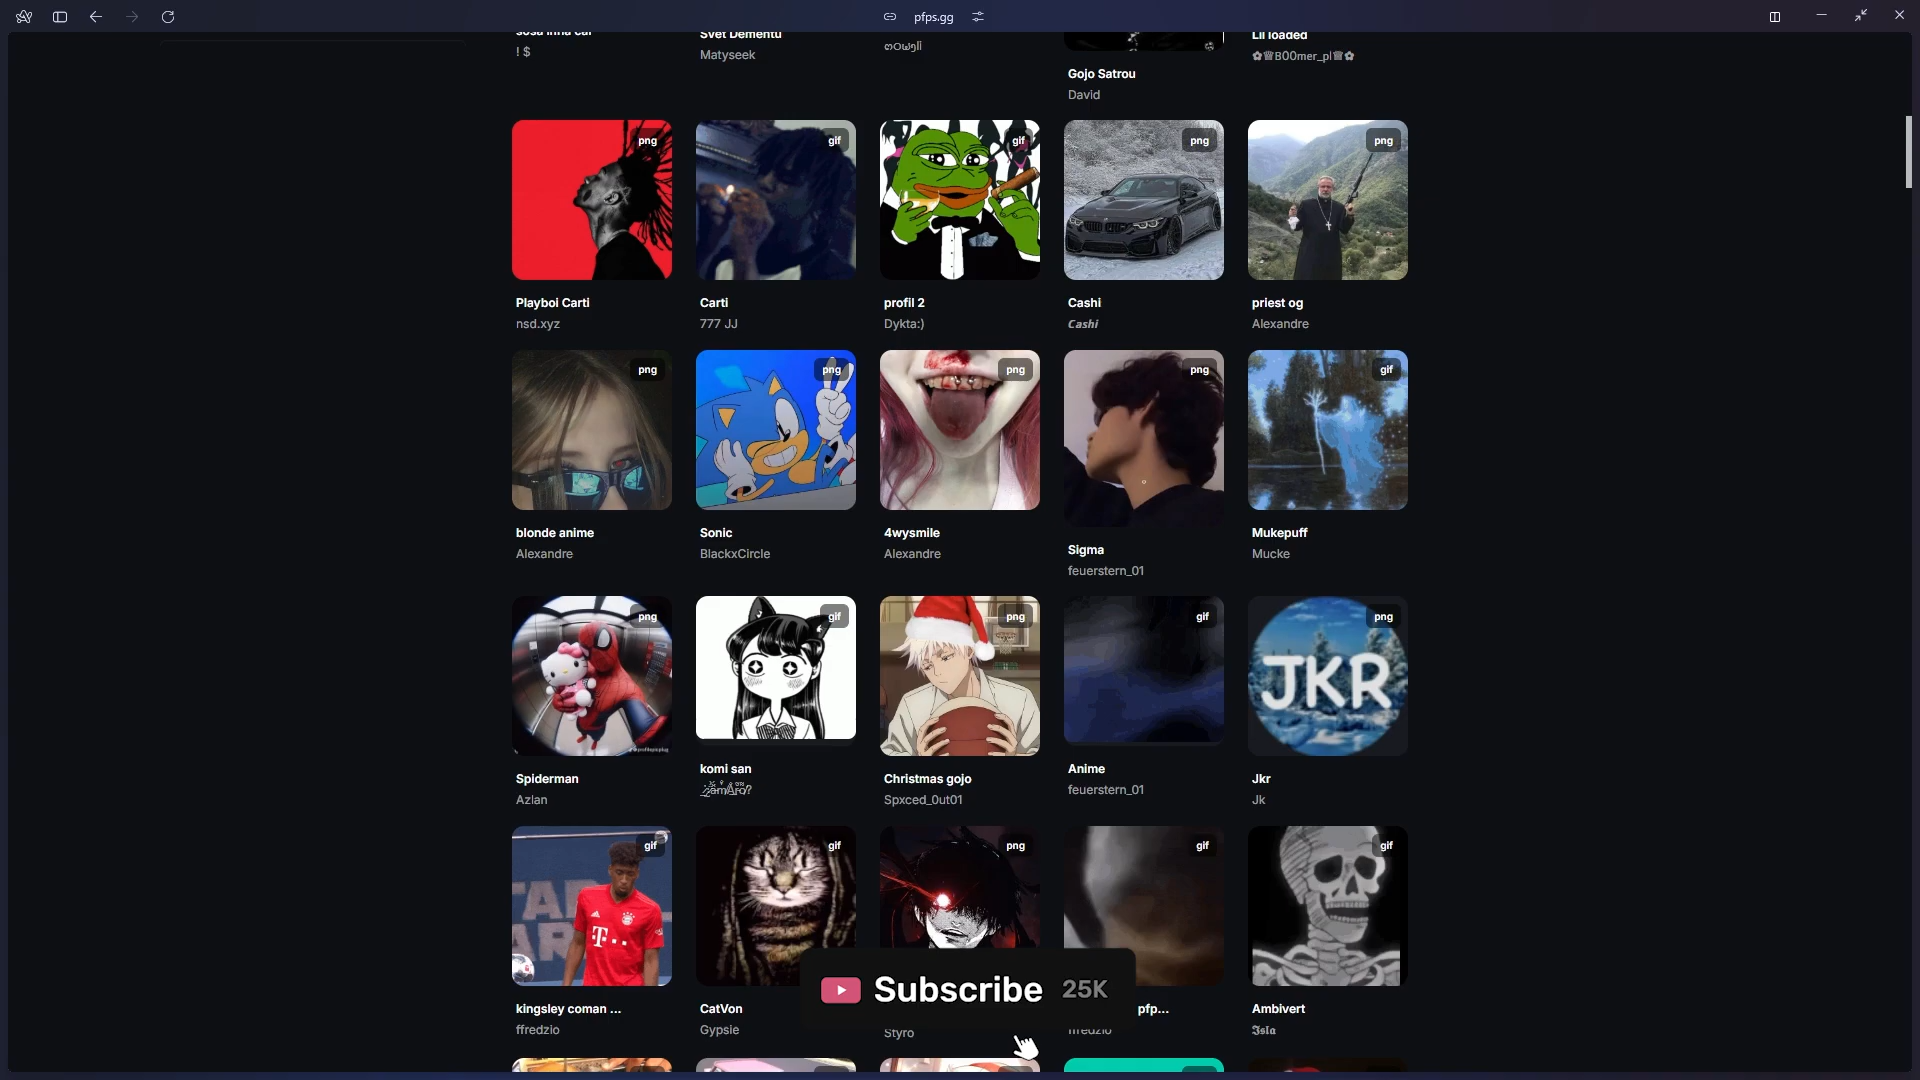 pfps.gg
! $
Svet Dementu
Matyseek
Gojo Satrou
David
Lil loaded
✿♕B00mer_pl♕✿
png
gif
gif
png
png
Playboi Carti
nsd.xyz
Carti
777 JJ
profil 2
Dykta:)
Cashi
Cashi
priest og
Alexandre
png
png
png
png
gif
blonde anime
Alexandre
Sonic
BlackxCircle
4wysmile
Alexandre
Sigma
feuerstern_01
Mukepuff
Mucke
png
gif
png
gif
png
JKR
Spiderman
Azlan
komi san
Christmas gojo
Spxced_0ut01
Anime
feuerstern_01
Jkr
Jk
gif
gif
png
gif
gif
T
kingsley coman ...
ffredzio
CatVon
Gypsie
Styro
pfp...
ffredzio
Ambivert
𝕵𝖘𝖑𝖆
Subscribe 25K